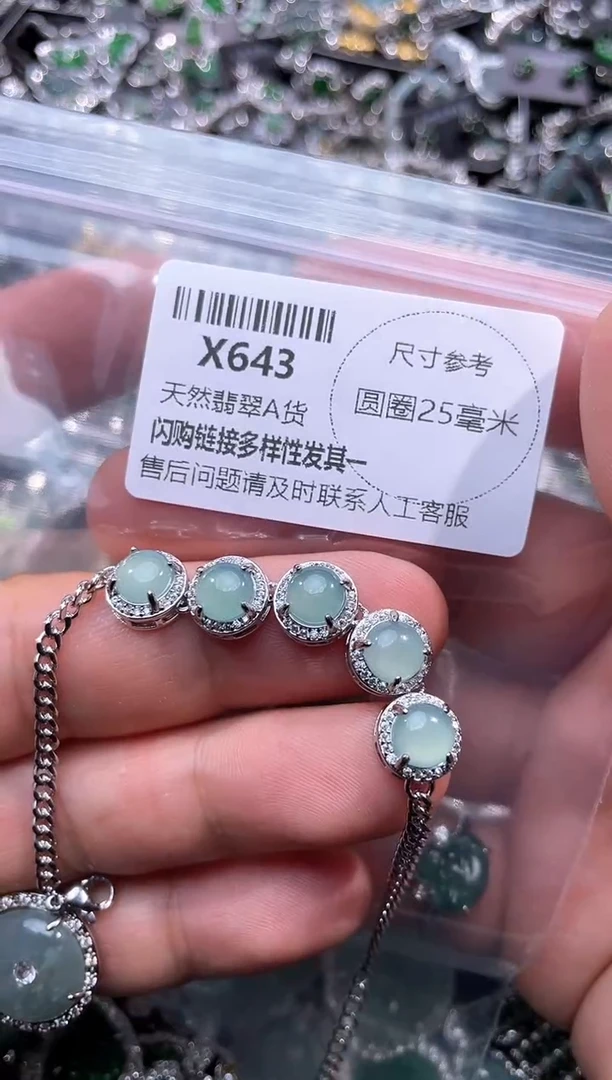 X643
天然翡翠A货
闪购链接多样性发其一
售后问题请及时联系人工客服
尺寸参考
圆圈25毫米